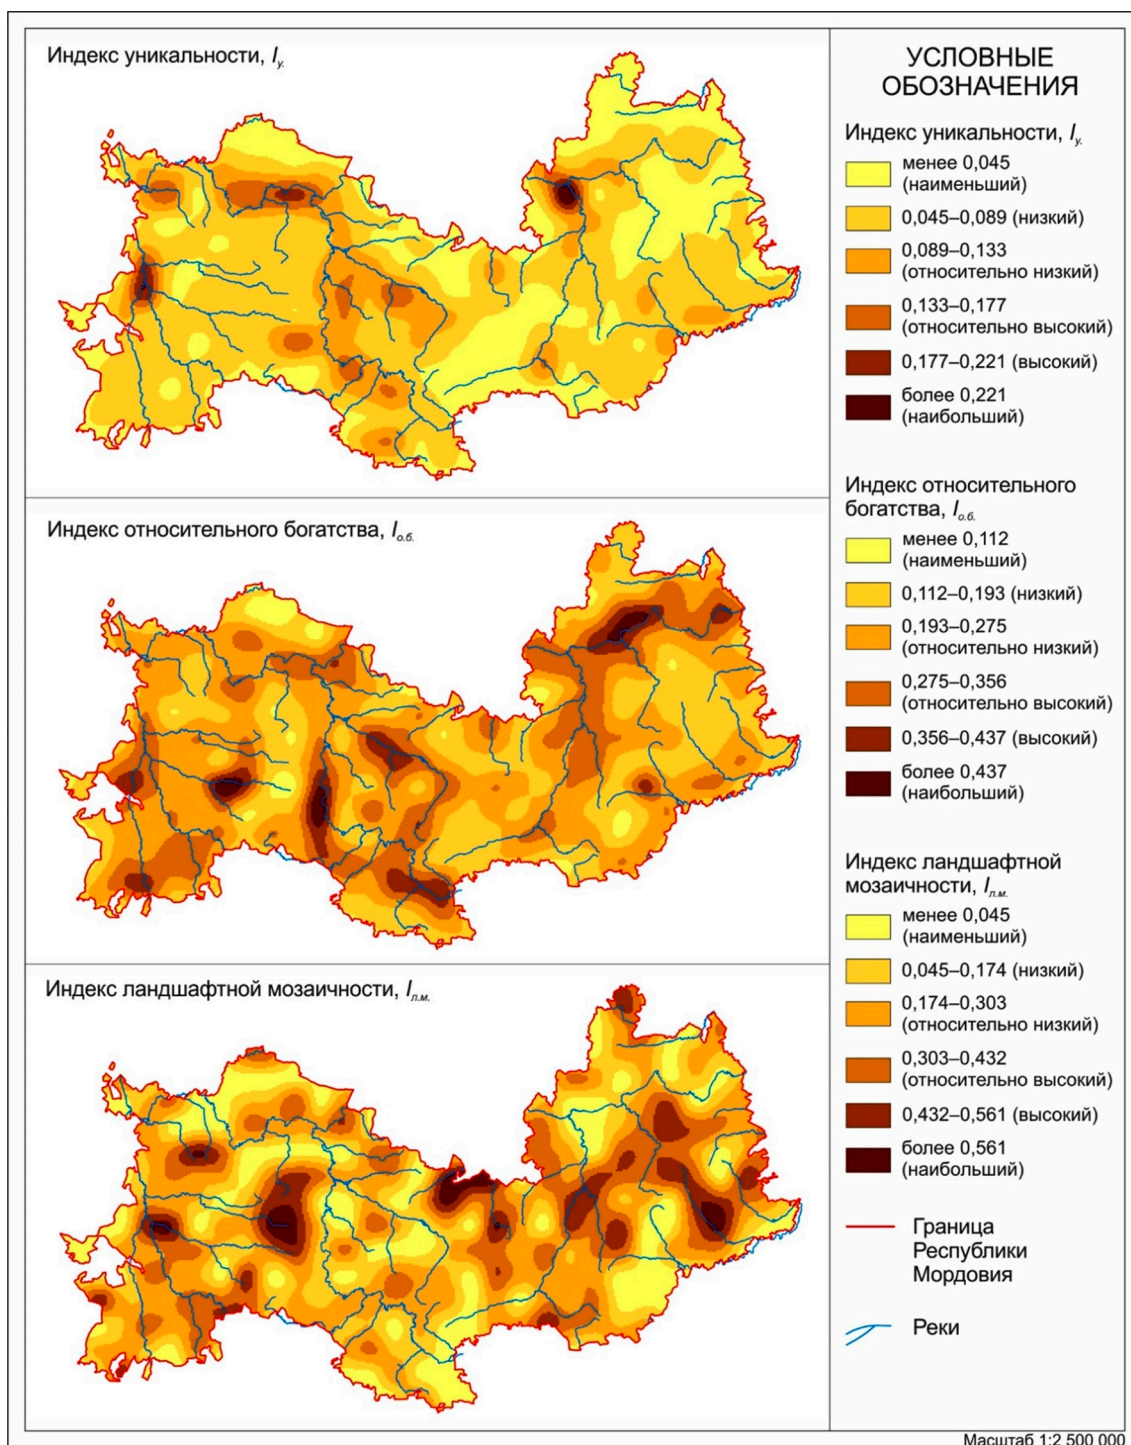 Индекс уникальности, Iу.
Индекс относительного богатства, Iо.б.
Индекс ландшафтной мозаичности, Iл.м.
УСЛОВНЫЕ
ОБОЗНАЧЕНИЯ
Индекс уникальности, Iу.
менее 0,045
(наименьший)
0,045–0,089 (низкий)
0,089–0,133
(относительно низкий)
0,133–0,177
(относительно высокий)
0,177–0,221 (высокий)
более 0,221
(наибольший)
Индекс относительного
богатства, Iо.б.
менее 0,112
(наименьший)
0,112–0,193 (низкий)
0,193–0,275
(относительно низкий)
0,275–0,356
(относительно высокий)
0,356–0,437 (высокий)
более 0,437
(наибольший)
Индекс ландшафтной
мозаичности, Iл.м.
менее 0,045
(наименьший)
0,045–0,174 (низкий)
0,174–0,303
(относительно низкий)
0,303–0,432
(относительно высокий)
0,432–0,561 (высокий)
более 0,561
(наибольший)
Граница
Республики
Мордовия
Реки
Масштаб 1:2 500 000